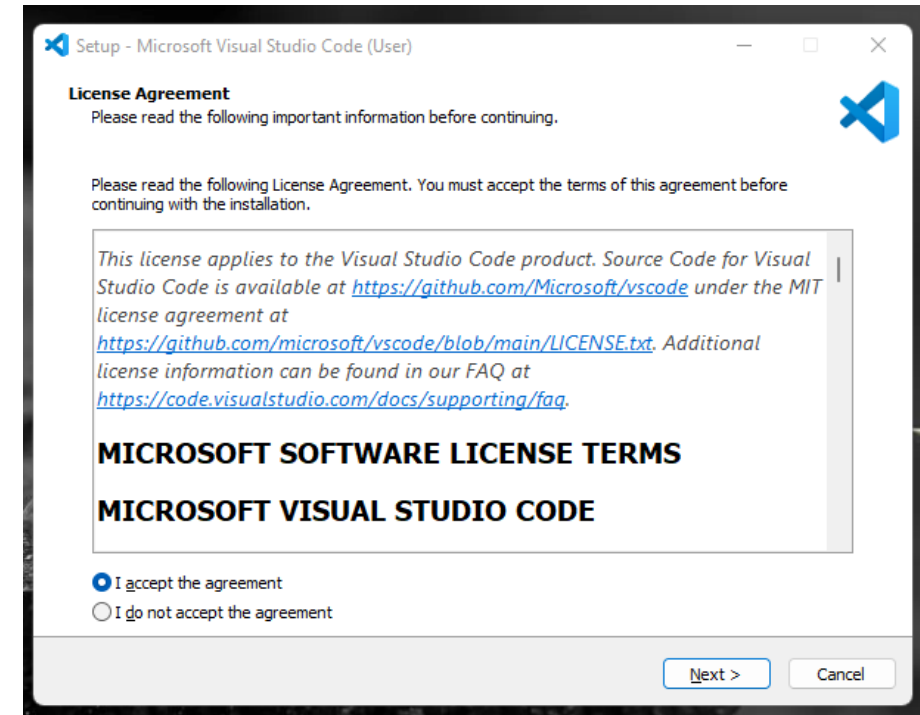 Setup - Microsoft Visual Studio Code (User)
License Agreement
Please read the following important information before continuing.
Please read the following License Agreement. You must accept the terms of this agreement before
continuing with the installation.
This license applies to the Visual Studio Code product. Source Code for Visual
Studio Code is available at https://github.com/Microsoft/vscode under the MIT
license agreement at
https://github.com/microsoft/vscode/blob/main/LICENSE.txt. Additional
license information can be found in our FAQ at
https://code.visualstudio.com/docs/supporting/faq.
MICROSOFT SOFTWARE LICENSE TERMS
MICROSOFT VISUAL STUDIO CODE
I accept the agreement
I do not accept the agreement
Next >
Cancel